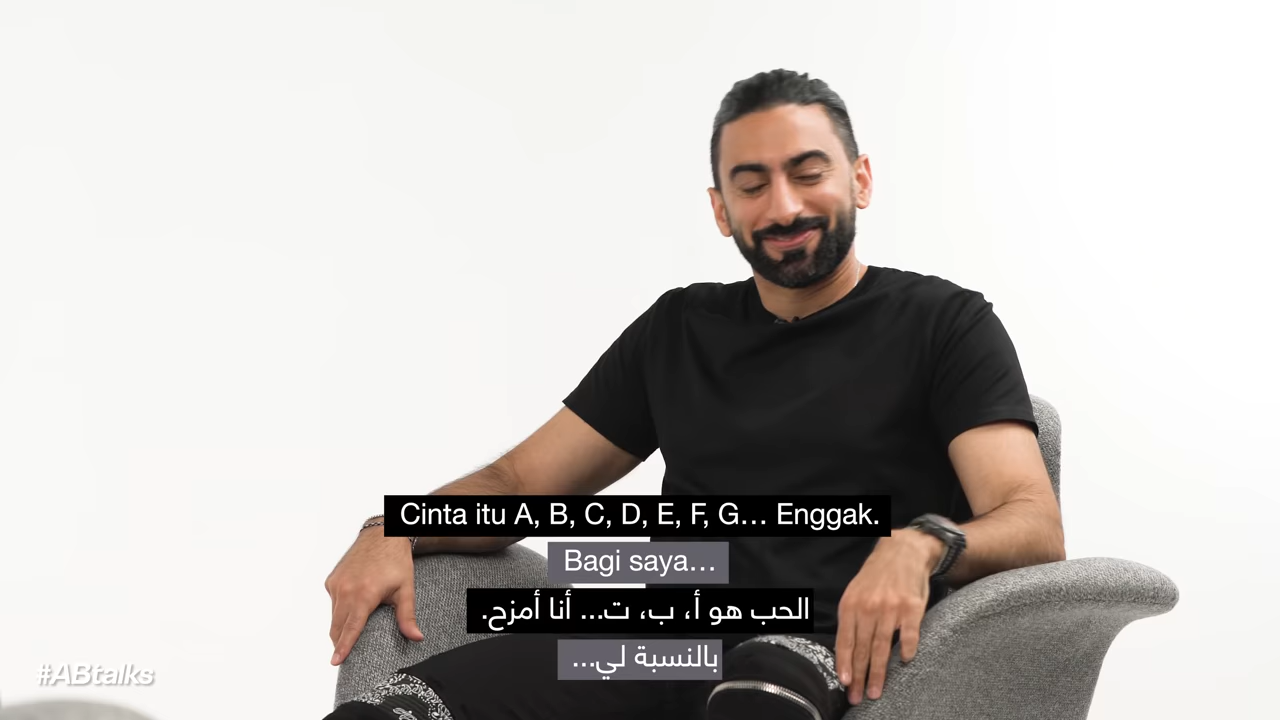 Cinta itu A, B, C, D, E, F, G... Enggak.
Bagi saya...
الحب هو أ، ب، ت... أنا أمزح.
بالنسبة لي...
#ABtalks